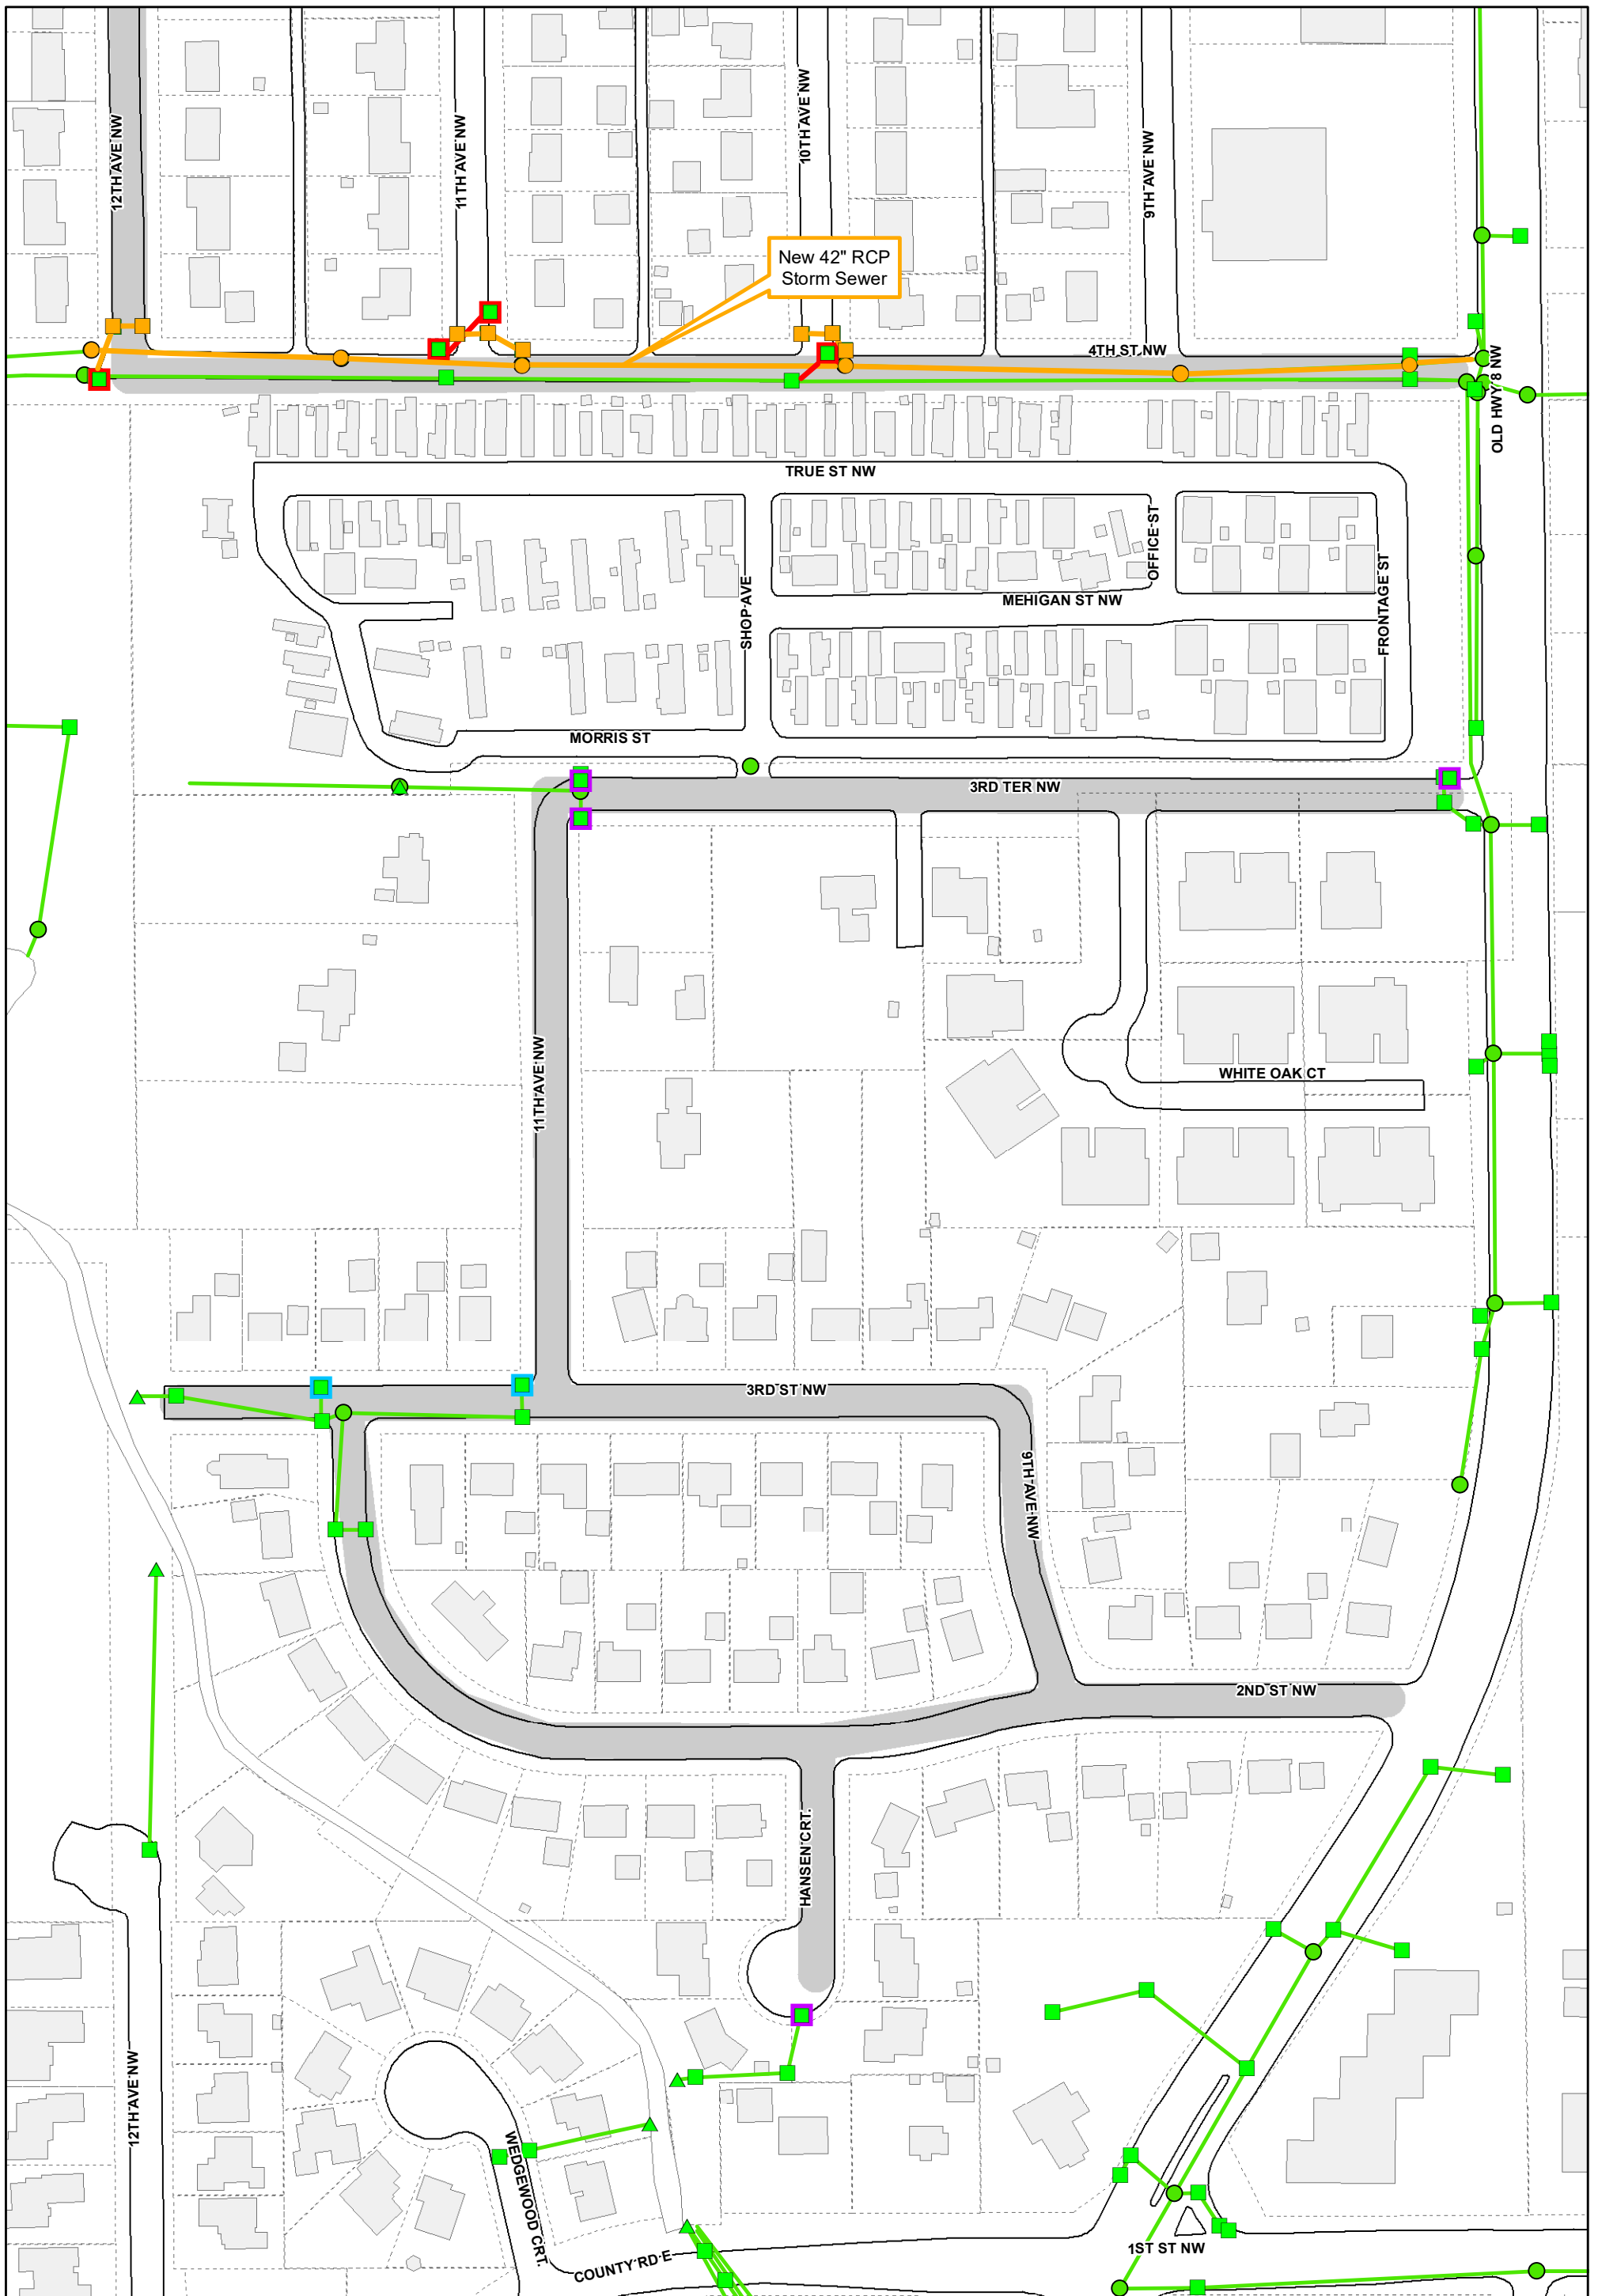 12TH AVE NW
11TH AVE NW
10TH AVE NW
9TH AVE NW
New 42" RCP
Storm Sewer
4TH ST NW
OLD HWY 8 NW
TRUE ST NW
OFFICE ST
SHOP AVE
MEHIGAN ST NW
FRONTAGE ST
MORRIS ST
3RD TER NW
11TH AVE NW
WHITE OAK CT
3RD ST NW
9TH AVE NW
2ND ST NW
HANSEN CRT.
12TH AVE NW
WEDGEWOOD CRT.
COUNTY RD E
1ST ST NW